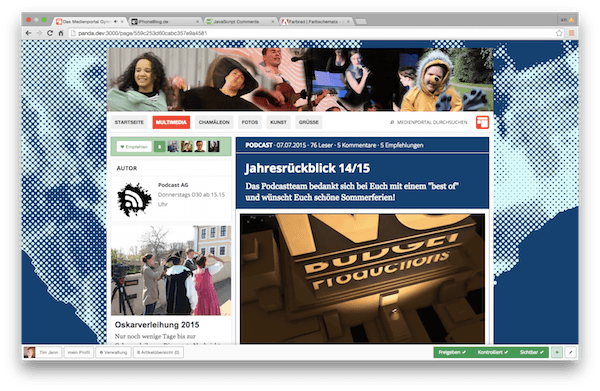 Das Medienportal Gym
iPhoneBlog.de
JavaScript Comments
Farbrad | Farbschemata
panda.dev:3000/page/559c253d60cabc357e9a4581
STARTSEITE MULTIMEDIA CHAMÄLEON FOTOS KUNST GRÜSSE MEDIENPORTAL DURCHSUCHEN
Empfehlen
PODCAST · 07.07.2015 · 76 Leser · 5 Kommentare · 5 Empfehlungen
AUTOR
Podcast AG
Donnerstags D30 ab 15.15
Uhr
Jahresrückblick 14/15
Das Podcastteam bedankt sich bei Euch mit einem "best of"
und wünscht Euch schöne Sommerferien!
NO
BUDGET
PRODUCTIONS
Oskarverleihung 2015
Nur noch wenige Tage bis zur
Tim Jann mein Profil Verwaltung Artikelübersicht (0) Freigeben ✔ Kontrolliert ✔ Sichtbar ✔